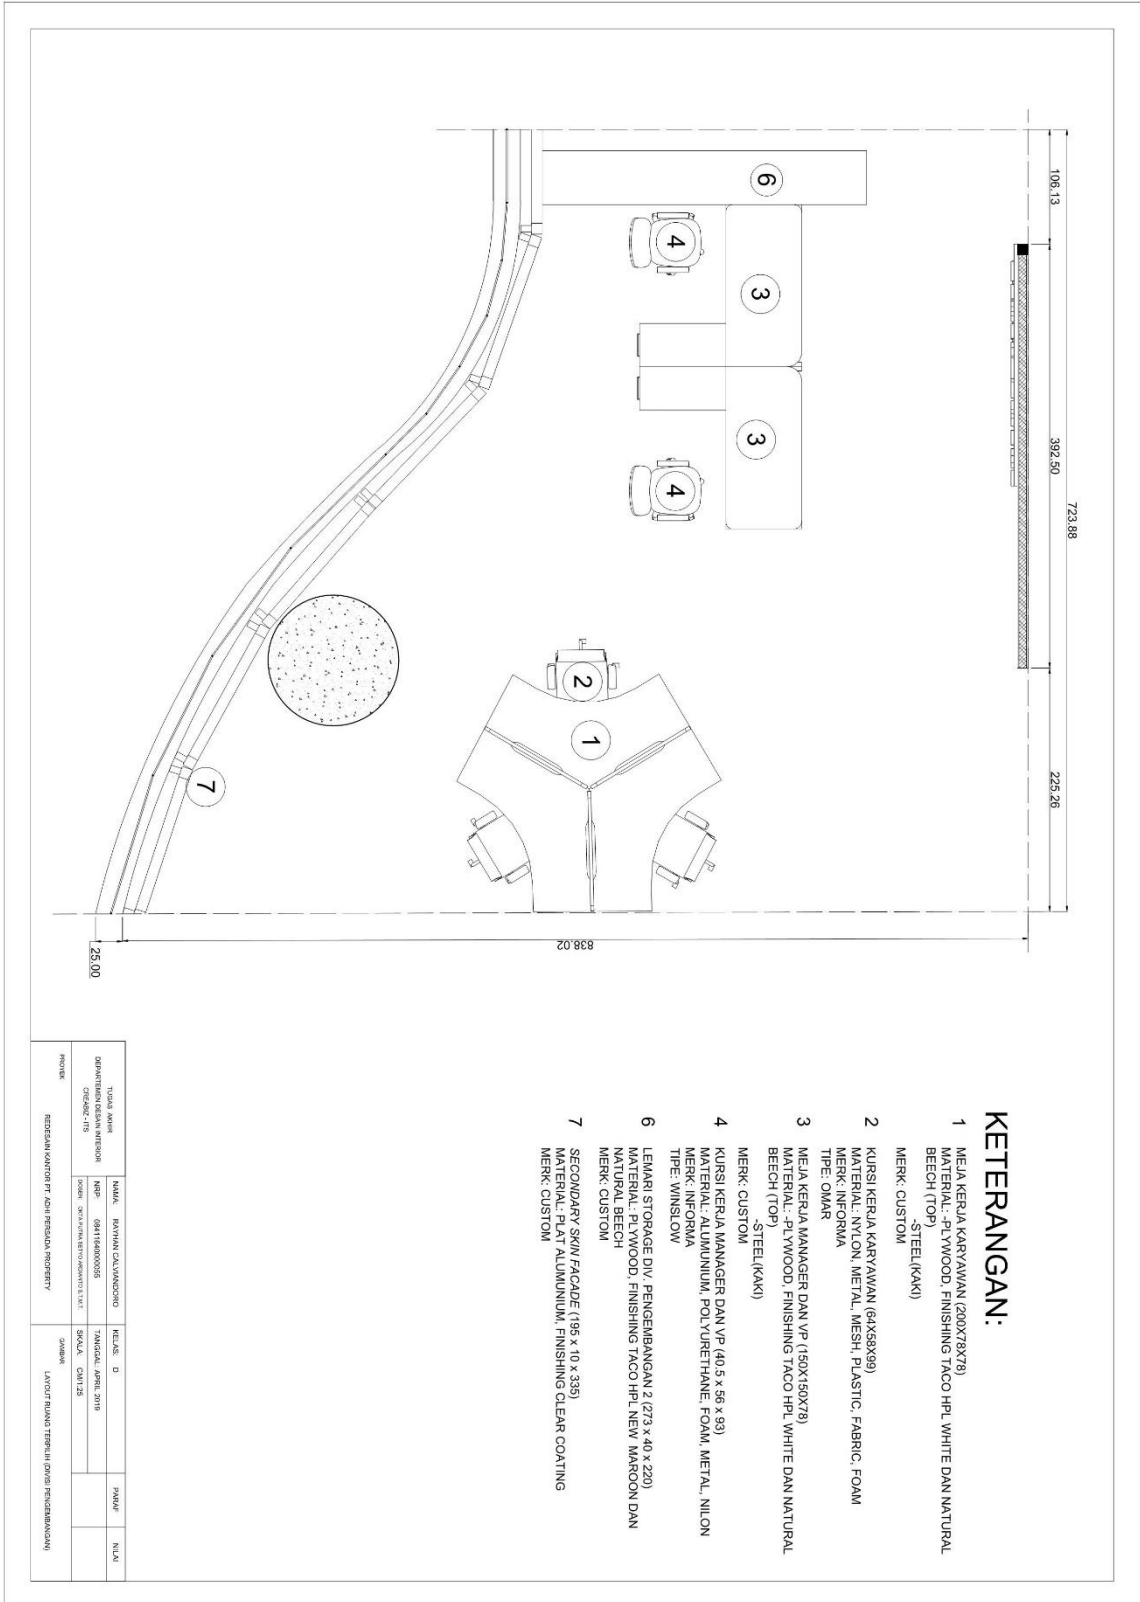 106.13
392.50
723.88
225.26
838.02
25.00
6
4
3
3
4
2
1
7
KETERANGAN:
1 MEJA KERJA KARYAWAN (200X78X78)
MATERIAL: -PLYWOOD, FINISHING TACO HPL WHITE DAN NATURAL
BEECH (TOP)
-STEEL(KAKI)
MERK: CUSTOM
2 KURSI KERJA KARYAWAN (64X58X99)
MATERIAL: NYLON, METAL, MESH, PLASTIC, FABRIC, FOAM
MERK: INFORMA
TIPE: OMAR
3 MEJA KERJA MANAGER DAN VP (150X150X78)
MATERIAL: -PLYWOOD, FINISHING TACO HPL WHITE DAN NATURAL
BEECH (TOP)
-STEEL(KAKI)
MERK: CUSTOM
4 KURSI KERJA MANAGER DAN VP (40.5 x 56 x 93)
MATERIAL: ALUMUNIUM, POLYURETHANE, FOAM, METAL, NILON
MERK: INFORMA
TIPE: WINSLOW
6 LEMARI STORAGE DIV. PENGEMBANGAN 2 (273 x 40 x 220)
MATERIAL: PLYWOOD, FINISHING TACO HPL NEW MAROON DAN
NATURAL BEECH
MERK: CUSTOM
7 SECONDARY SKIN FACADE (195 x 10 x 335)
MATERIAL: PLAT ALUMUNIUM, FINISHING CLEAR COATING
MERK: CUSTOM
TUGAS AKHIR
DEPARTEMEN DESAIN INTERIOR
CREABIZ - ITS
NAMA: RAYHAN CALVIANDORO
NRP: 08411640000055
KELAS: D
TANGGAL: APRIL 2019
SKALA: CM/1:25
PARAF
NILAI
PROYEK
REDESAIN KANTOR PT. ADHI PERSADA PROPERTY
GAMBAR
LAYOUT RUANG TERPILIH (DIVISI PENGEMBANGAN)